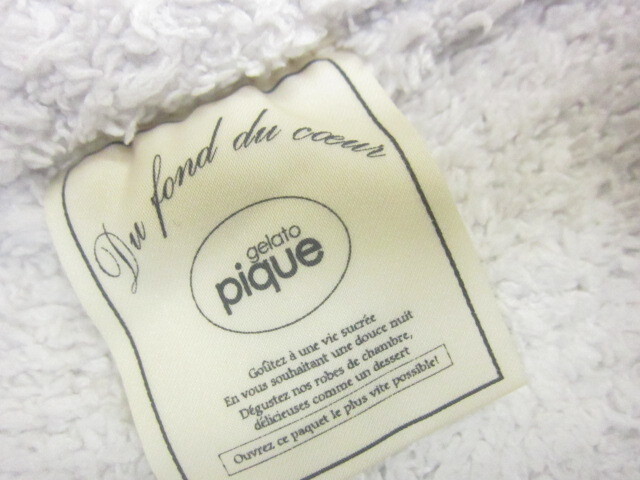 Du fond du cœur
gelato
pique
Goûtez à une vie sucrée
En vous souhaitant une douce nuit
Dégustez nos robes de chambre,
délicieuses comme un dessert
Ouvrez ce paquet le plus vite possible!